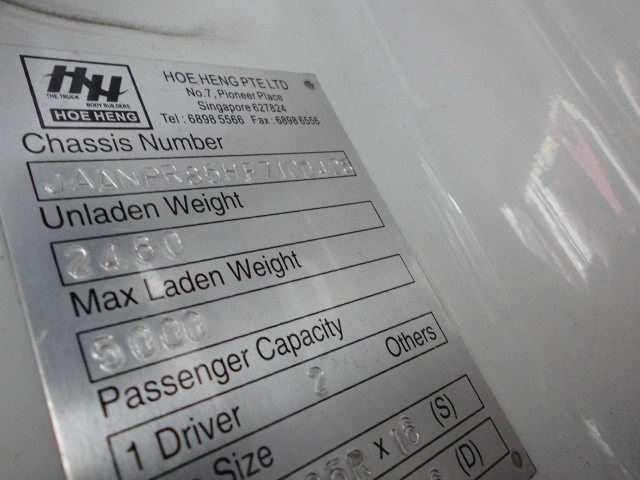 HH
THE TRUCK BODY BUILDERS
HOE HENG
HOE HENG PTE LTD
No.7, Pioneer Place
Singapore 627824
Tel : 6898 5566 Fax : 6898 6556
Chassis Number
Unladen Weight
Max Laden Weight
5000
Passenger Capacity
1 Driver 2 Others
Size
85R x 16 (S)
(D)